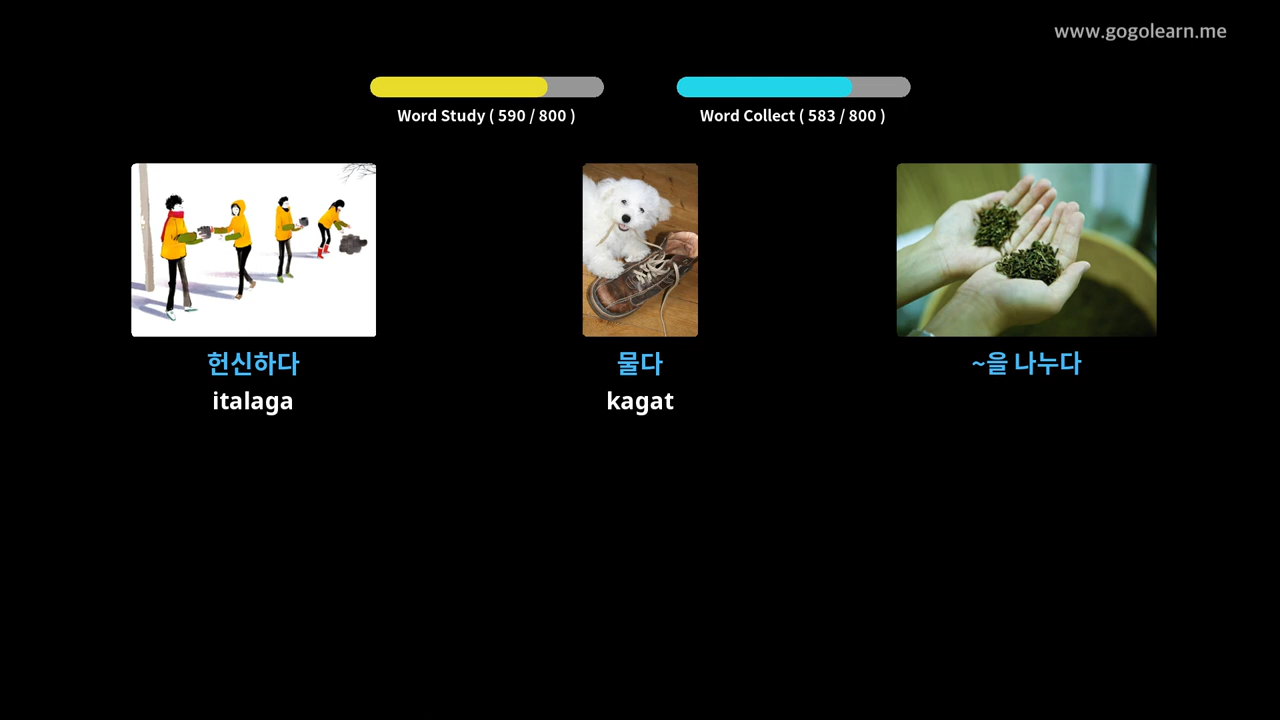 www.gogolearn.me
Word Study ( 590 / 800 )
Word Collect ( 583 / 800 )
헌신하다
italaga
물다
kagat
~을 나누다